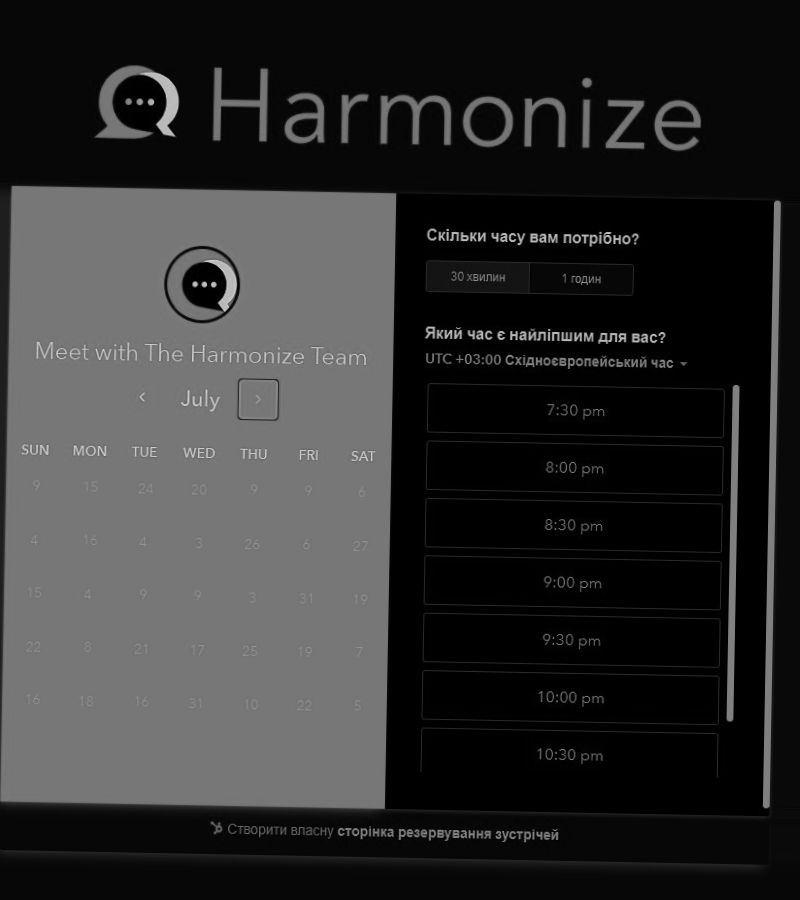 Harmonize
Meet with The Harmonize Team
July
SUN MON TUE WED THU FRI SAT
9 15 24 20 9 9 6
4 16 4 3 26 6 27
15 4 9 9 3 31 19
22 8 21 17 25 19 7
16 18 16 31 10 22 5
Скільки часу вам потрібно?
30 хвилин 1 годин
Який час є найліпшим для вас?
UTC +03:00 Східноєвропейський час
7:30 pm
8:00 pm
8:30 pm
9:00 pm
9:30 pm
10:00 pm
10:30 pm
Створити власну сторінка резервування зустрічей